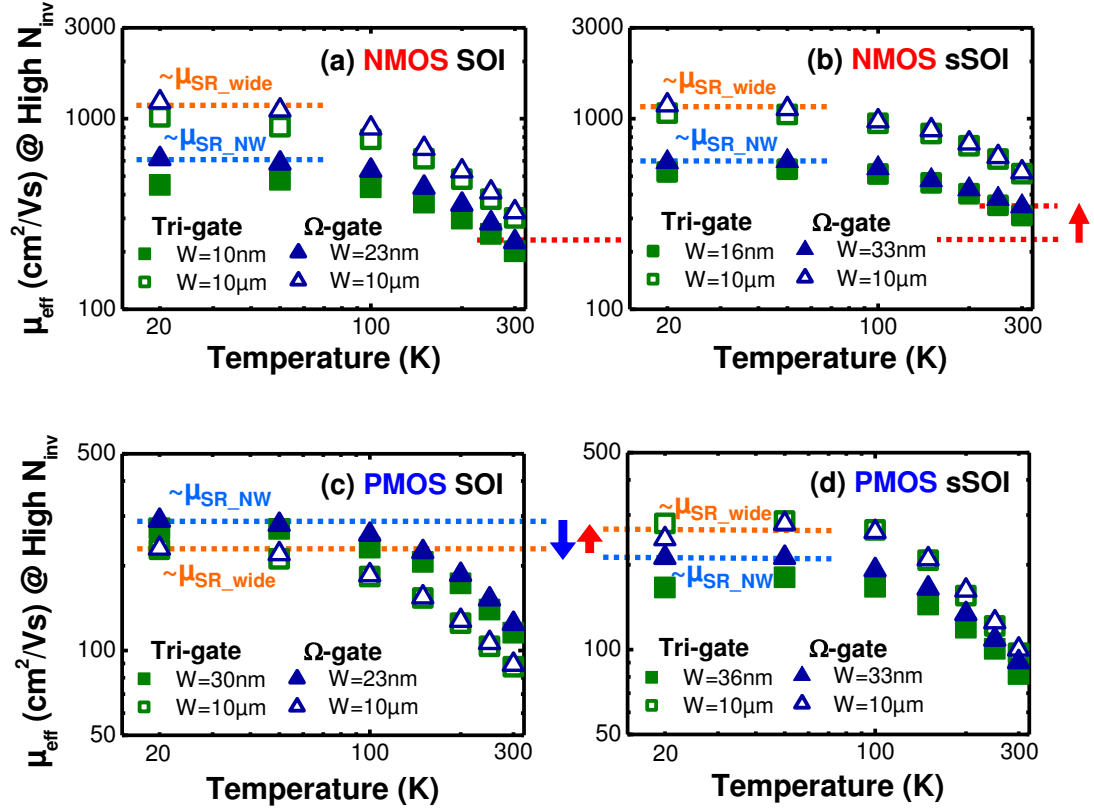 μeff (cm2/Vs) @ High Ninv
3000
1000
100
(a) NMOS SOI
~μSR_wide
~μSR_NW
Tri-gate Ω-gate
W=10nm W=23nm
W=10μm W=10μm
20 100 300
Temperature (K)
3000
1000
100
(b) NMOS sSOI
~μSR_wide
~μSR_NW
Tri-gate Ω-gate
W=16nm W=33nm
W=10μm W=10μm
20 100 300
Temperature (K)
μeff (cm2/Vs) @ High Ninv
500
100
50
(c) PMOS SOI
~μSR_NW
~μSR_wide
Tri-gate Ω-gate
W=30nm W=23nm
W=10μm W=10μm
20 100 300
Temperature (K)
500
100
50
(d) PMOS sSOI
~μSR_wide
~μSR_NW
Tri-gate Ω-gate
W=36nm W=33nm
W=10μm W=10μm
20 100 300
Temperature (K)